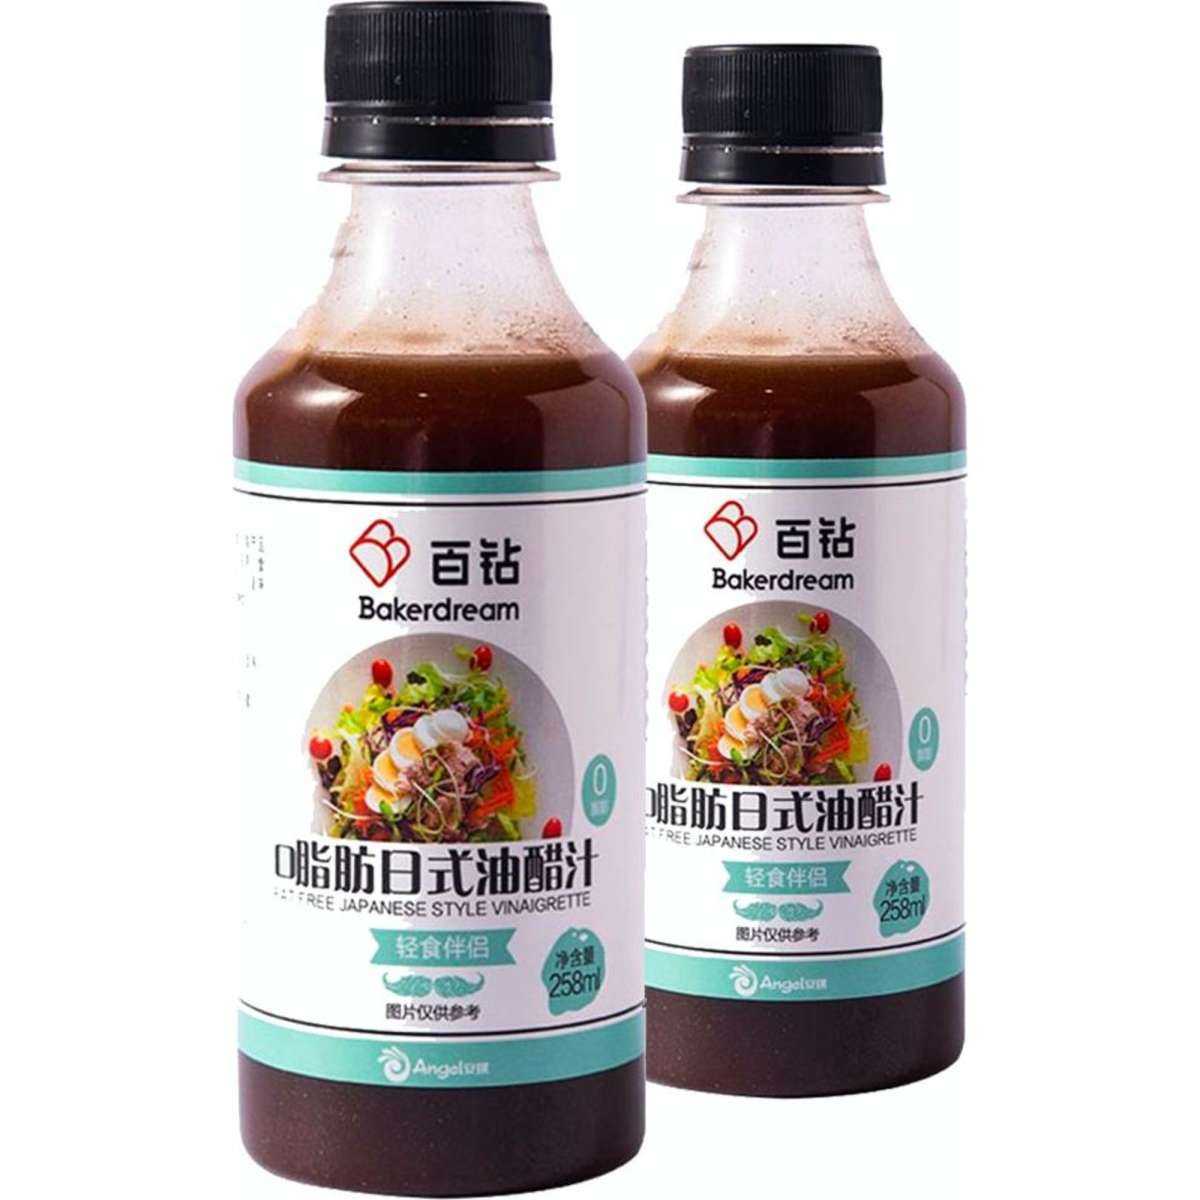 百钻
Bakerdream
0
0脂肪日式油醋汁
FAT FREE JAPANESE STYLE VINAIGRETTE
轻食伴侣
净含量
258ml
图片仅供参考
Angel安琪
百钻
Bakerdream
0
0脂肪日式油醋汁
FAT FREE JAPANESE STYLE VINAIGRETTE
轻食伴侣
净含量
258ml
图片仅供参考
Angel安琪